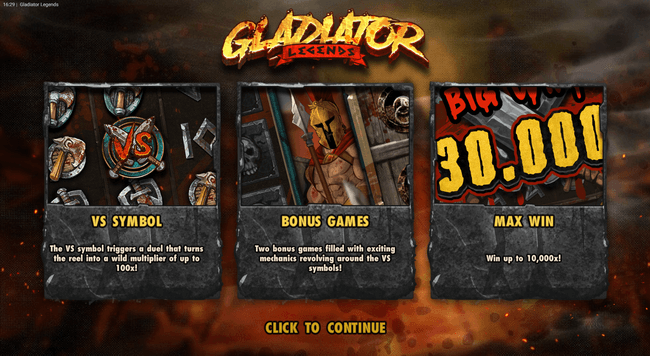 16:29 | Gladiator Legends
GLADIATOR
LEGENDS
VS
BIG
30.000
VS SYMBOL
BONUS GAMES
MAX WIN
The VS symbol triggers a duel that turns
the reel into a wild multiplier of up to
100x!
Two bonus games filled with exciting
mechanics revolving around the VS
symbols!
Win up to 10,000x!
CLICK TO CONTINUE